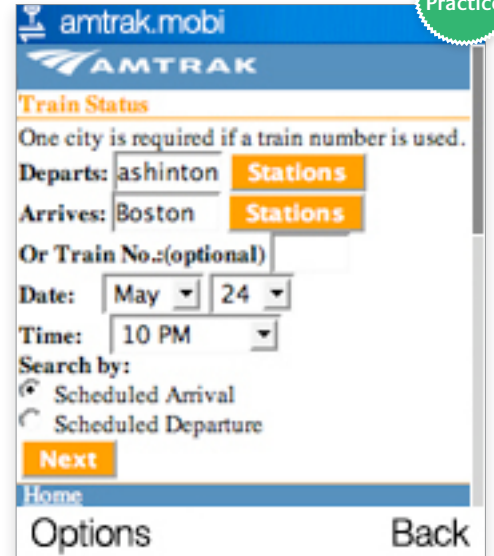 Practice
amtrak.mobi
AMTRAK
Train Status
One city is required if a train number is used.
Departs: ashinton Stations
Arrives: Boston Stations
Or Train No.:(optional)
Date: May 24
Time: 10 PM
Search by:
Scheduled Arrival
Scheduled Departure
Next
Home
Options Back